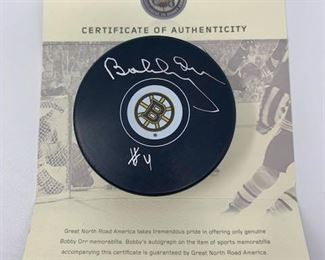 CERTIFICATE OF AUTHENTICITY
Bobby Orr
B
#4
Great North Road America takes tremendous pride in offering only genuine
Bobby Orr memorabilia. Bobby's autograph on the item of sports memorabilia
accompanying this certificate is guaranteed by Great North Road America.